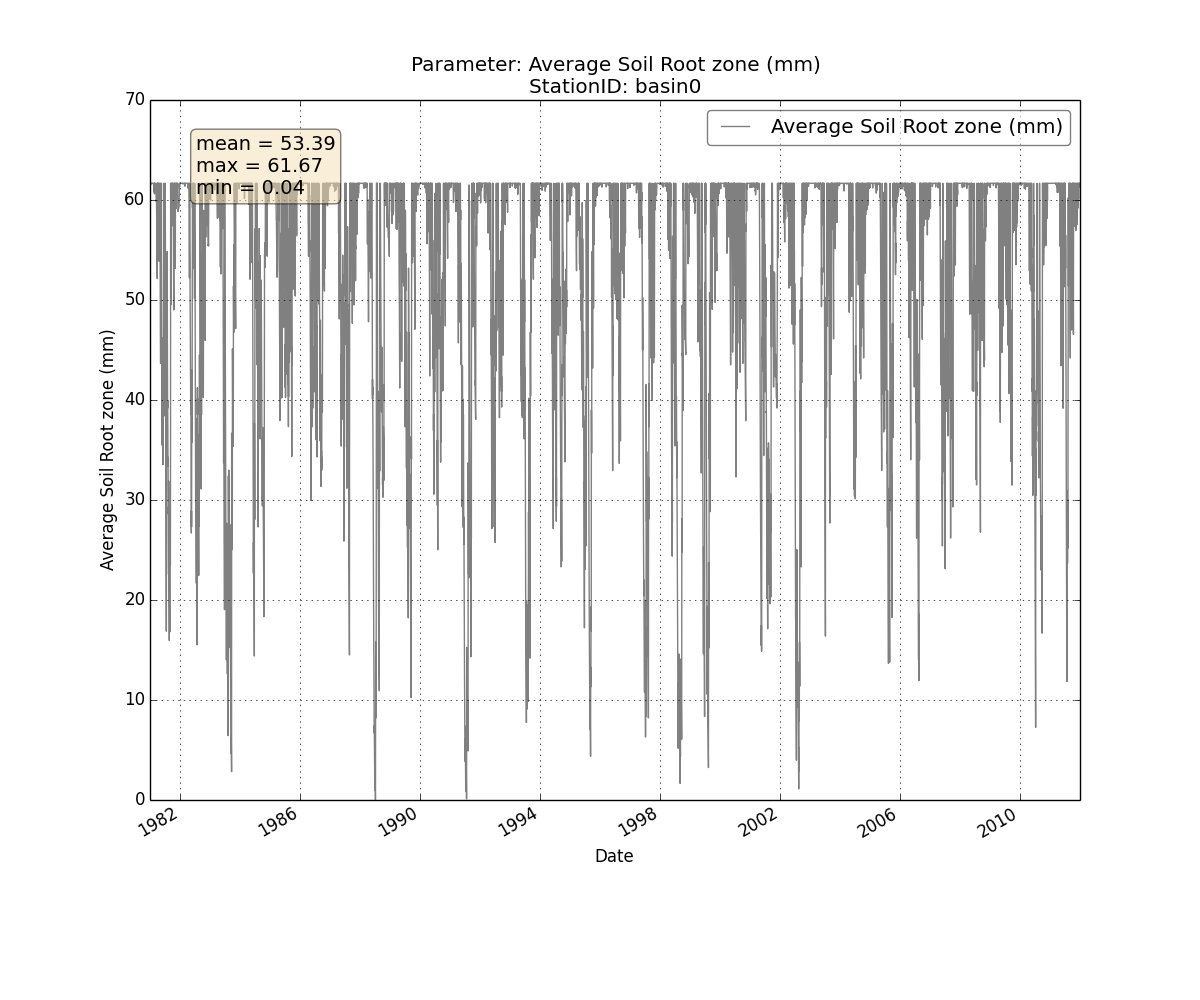 Parameter: Average Soil Root zone (mm)
StationID: basin0
70
60
50
40
30
20
10
0
Average Soil Root zone (mm)
mean = 53.39
max = 61.67
min = 0.04
Average Soil Root zone (mm)
1982
1986
1990
1994
1998
2002
2006
2010
Date